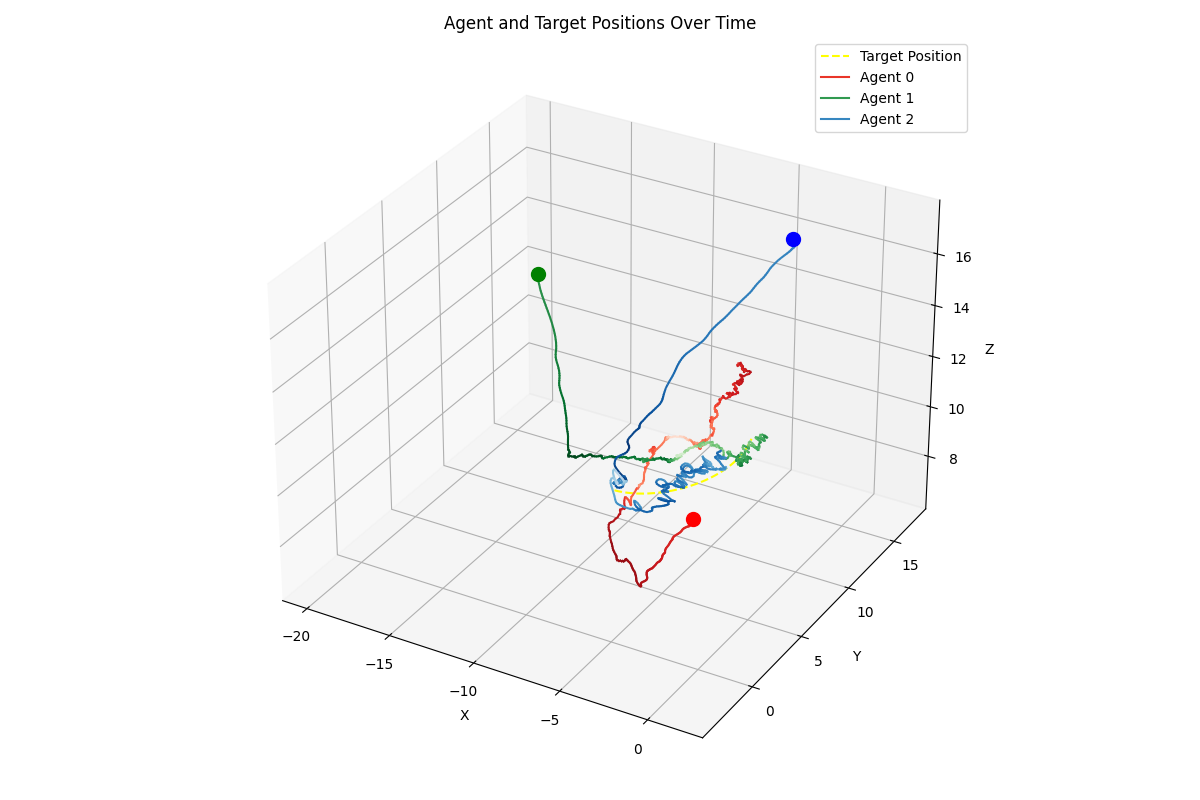 Agent and Target Positions Over Time
Target Position
Agent 0
Agent 1
Agent 2
16
14
12
10
8
Z
15
10
5
0
Y
−20
−15
−10
−5
0
X